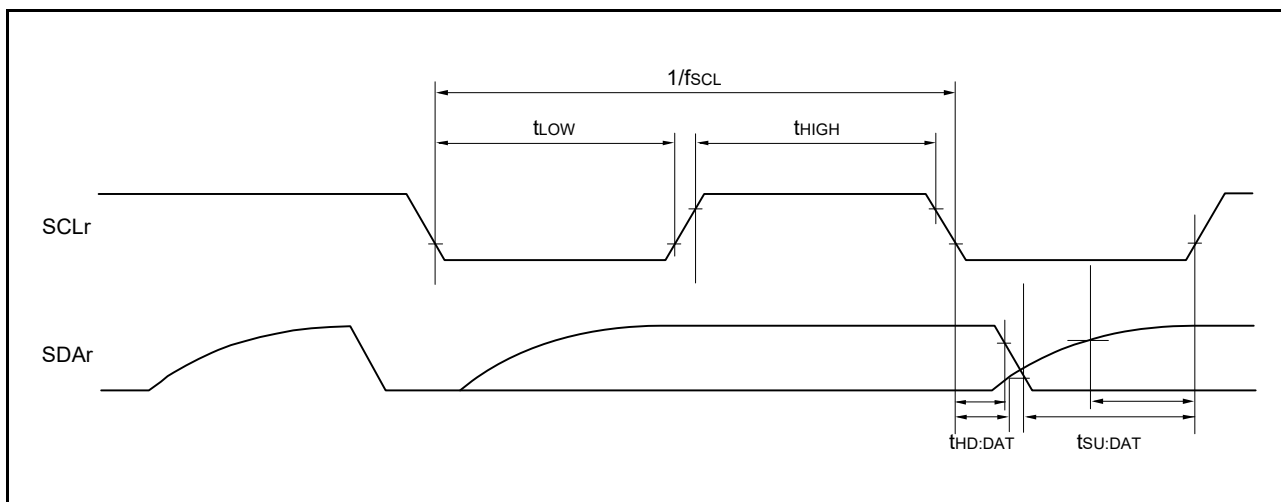 1/fSCL
tLOW
tHIGH
SCLr
SDAr
tHD:DAT
tSU:DAT